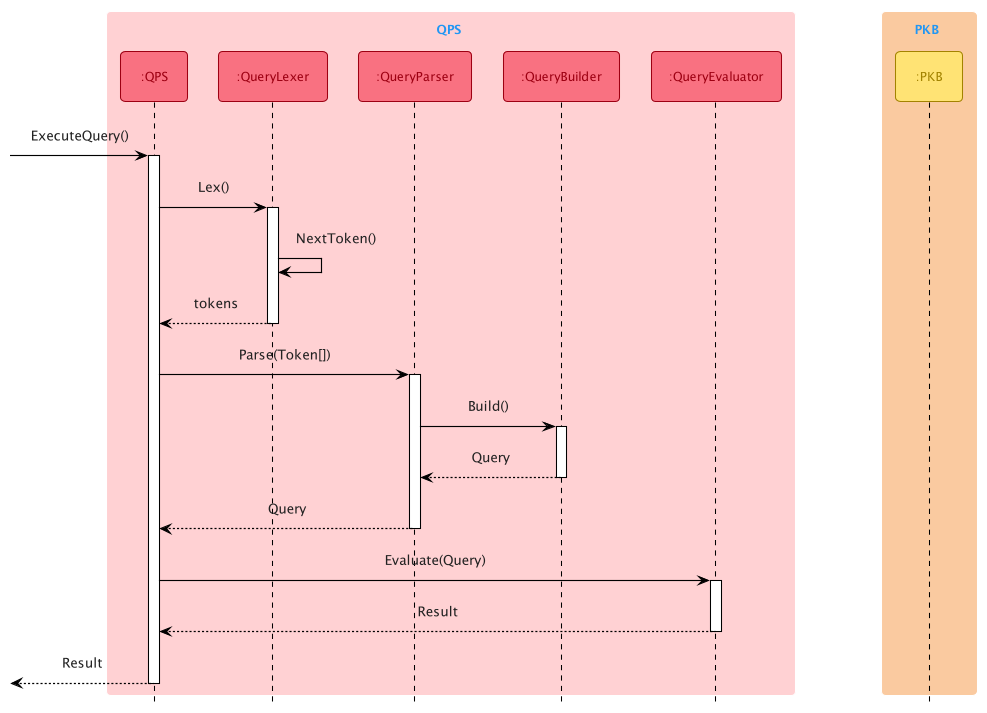 QPS
PKB
:QPS
:QueryLexer
:QueryParser
:QueryBuilder
:QueryEvaluator
:PKB
ExecuteQuery()
Lex()
NextToken()
tokens
Parse(Token[])
Build()
Query
Query
Evaluate(Query)
Result
Result